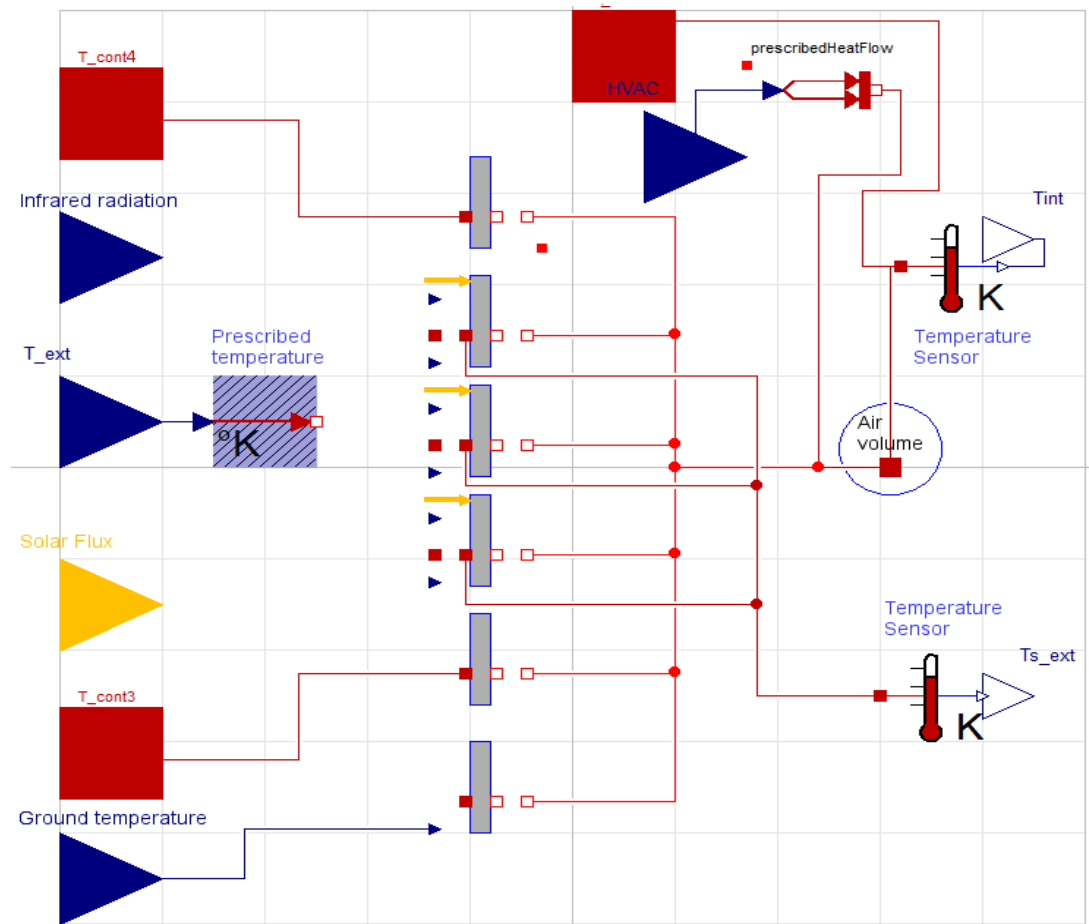 T_cont4
HVAC
prescribedHeatFlow
Infrared radiation
Tint
K
Temperature
Sensor
T_ext
Prescribed
temperature
°K
Air
volume
Solar Flux
Temperature
Sensor
Ts_ext
K
T_cont3
Ground temperature